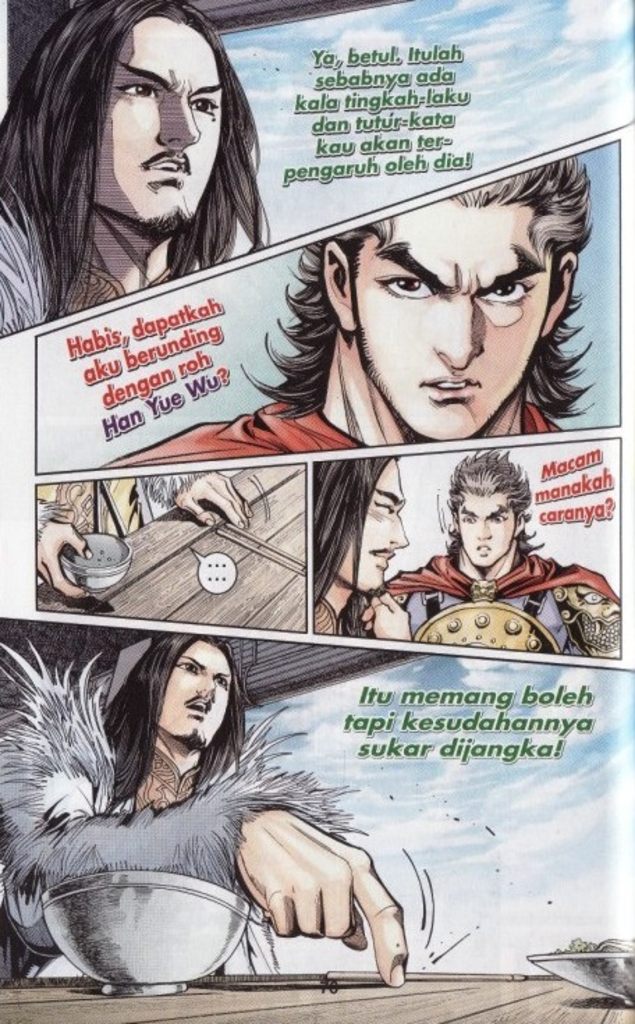 Ya, betul. Itulah
sebabnya ada
kala tingkah-laku
dan tutur-kata
kau akan ter-
pengaruh oleh dia!
Habis, dapatkah
aku berunding
dengan roh
Han Yue Wu?
...
Macam
manakah
caranya?
Itu memang boleh
tapi kesudahannya
sukar dijangka!